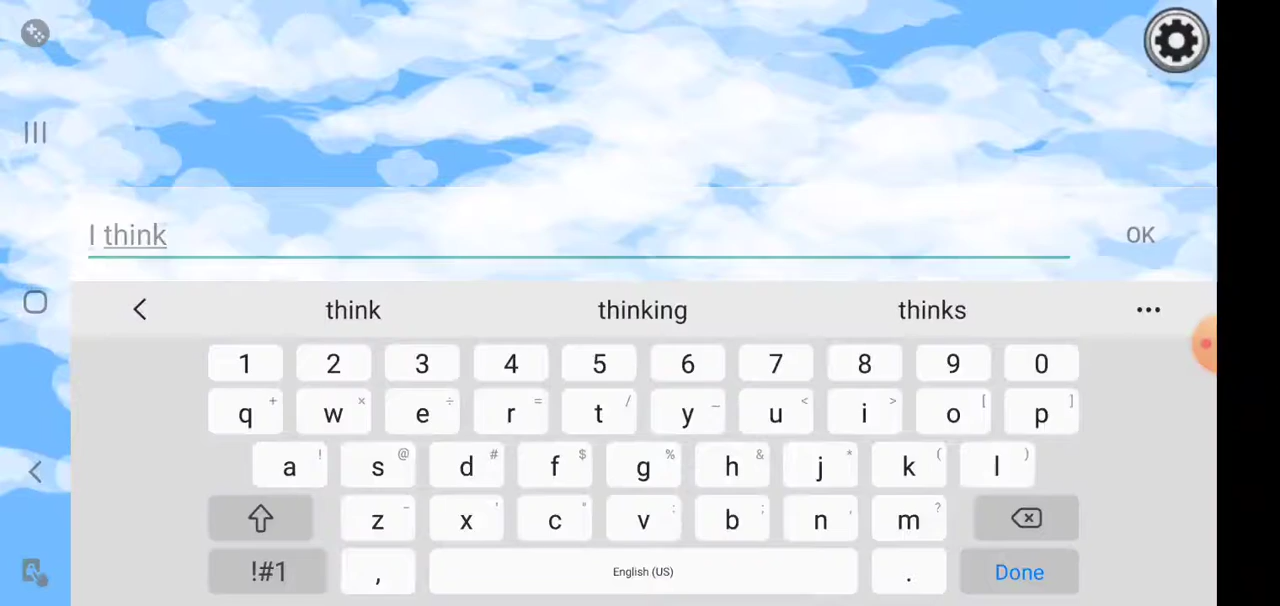 I think
OK
think thinking thinks
1 2 3 4 5 6 7 8 9 0
q + w × e ÷ r = t / y _ u < i > o [ p ]
a ! s @ d # f $ g % h & j * k ( l )
z - x ' c " v : b ; n , m ?
!#1 , English (US) . Done